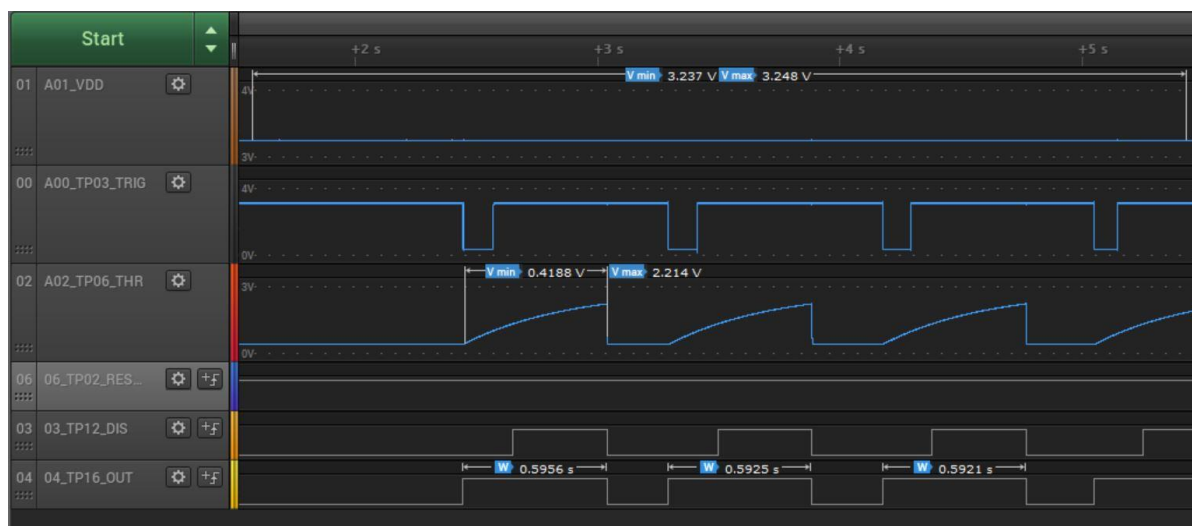 Start
+2 s +3 s +4 s +5 s
01 A01_VDD
V min 3.237 V V max 3.248 V
4V
3V
00 A00_TP03_TRIG
4V
0V
02 A02_TP06_THR
V min 0.4188 V V max 2.214 V
3V
0V
06 06_TP02_RES...
03 03_TP12_DIS
04 04_TP16_OUT
W 0.5956 s W 0.5925 s W 0.5921 s